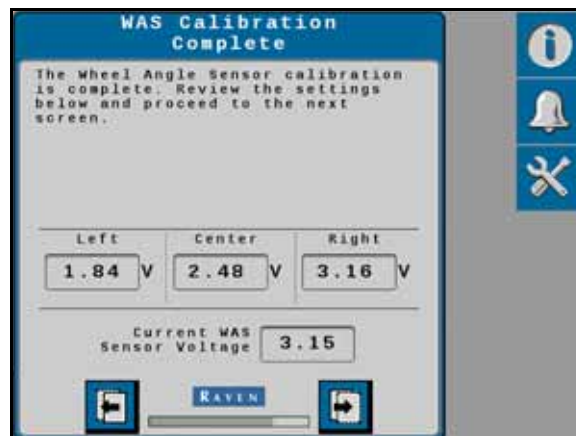 WAS Calibration
Complete
The Wheel Angle Sensor calibration
is complete. Review the settings
below and proceed to the next
screen.
Left Center Right
1.84 V 2.48 V 3.16 V
Current WAS
Sensor Voltage 3.15
RAVEN